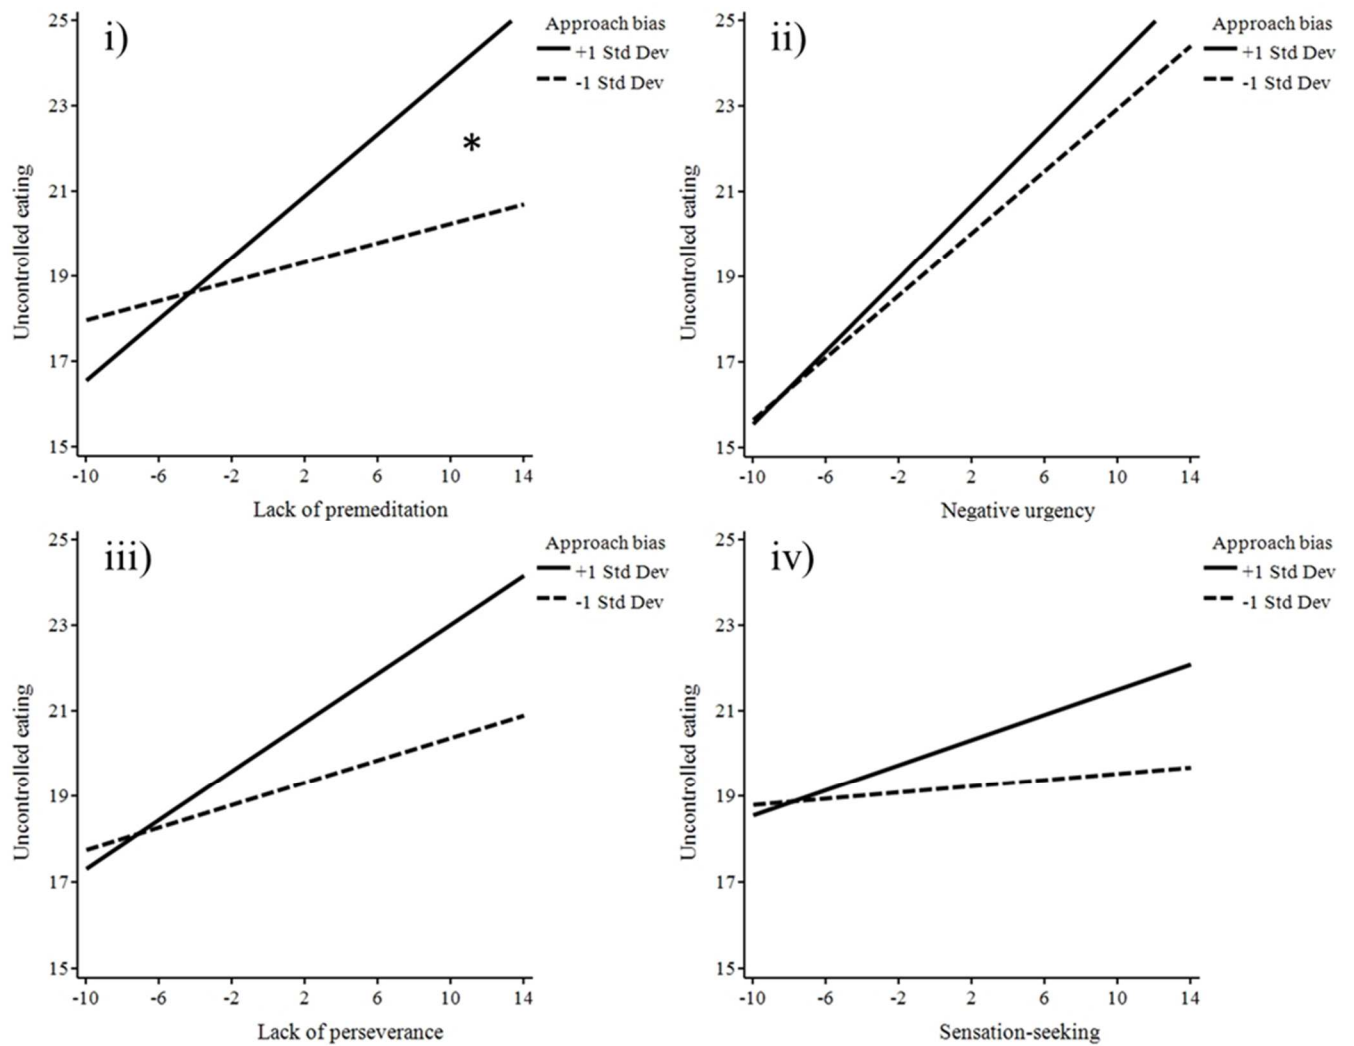 i)
Approach bias
+1 Std Dev
-1 Std Dev
*
Uncontrolled eating
25
23
21
19
17
15
-10 -6 -2 2 6 10 14
Lack of premeditation
ii)
Approach bias
+1 Std Dev
-1 Std Dev
Uncontrolled eating
25
23
21
19
17
15
-10 -6 -2 2 6 10 14
Negative urgency
iii)
Approach bias
+1 Std Dev
-1 Std Dev
Uncontrolled eating
25
23
21
19
17
15
-10 -6 -2 2 6 10 14
Lack of perseverance
iv)
Approach bias
+1 Std Dev
-1 Std Dev
Uncontrolled eating
25
23
21
19
17
15
-10 -6 -2 2 6 10 14
Sensation-seeking